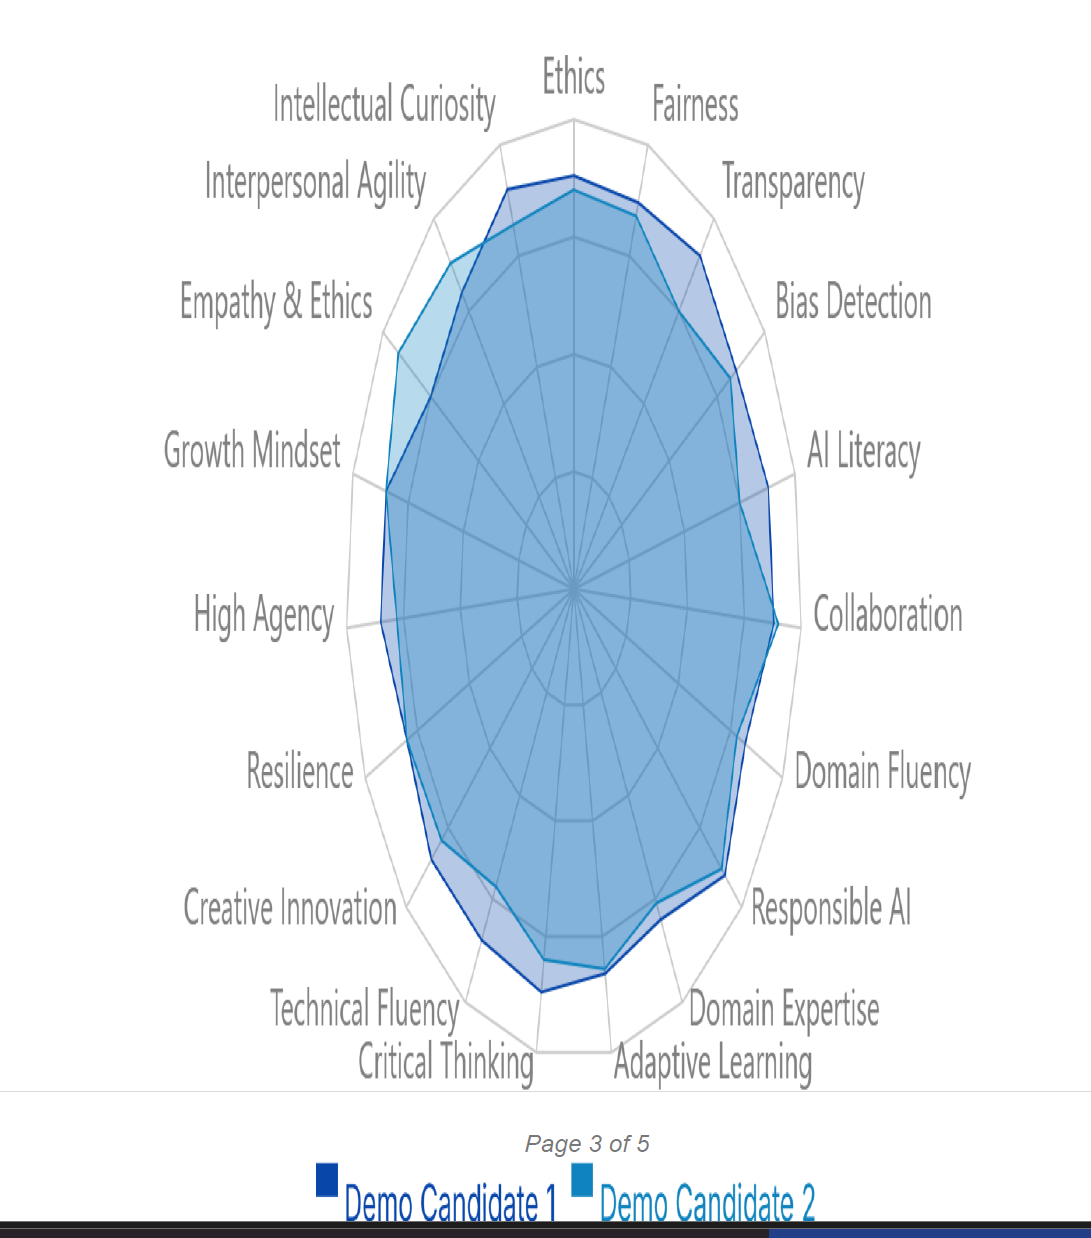 Ethics
Intellectual Curiosity
Fairness
Interpersonal Agility
Transparency
Empathy & Ethics
Bias Detection
Growth Mindset
AI Literacy
High Agency
Collaboration
Resilience
Domain Fluency
Creative Innovation
Responsible AI
Technical Fluency
Domain Expertise
Critical Thinking
Adaptive Learning
Page 3 of 5
Demo Candidate 1
Demo Candidate 2